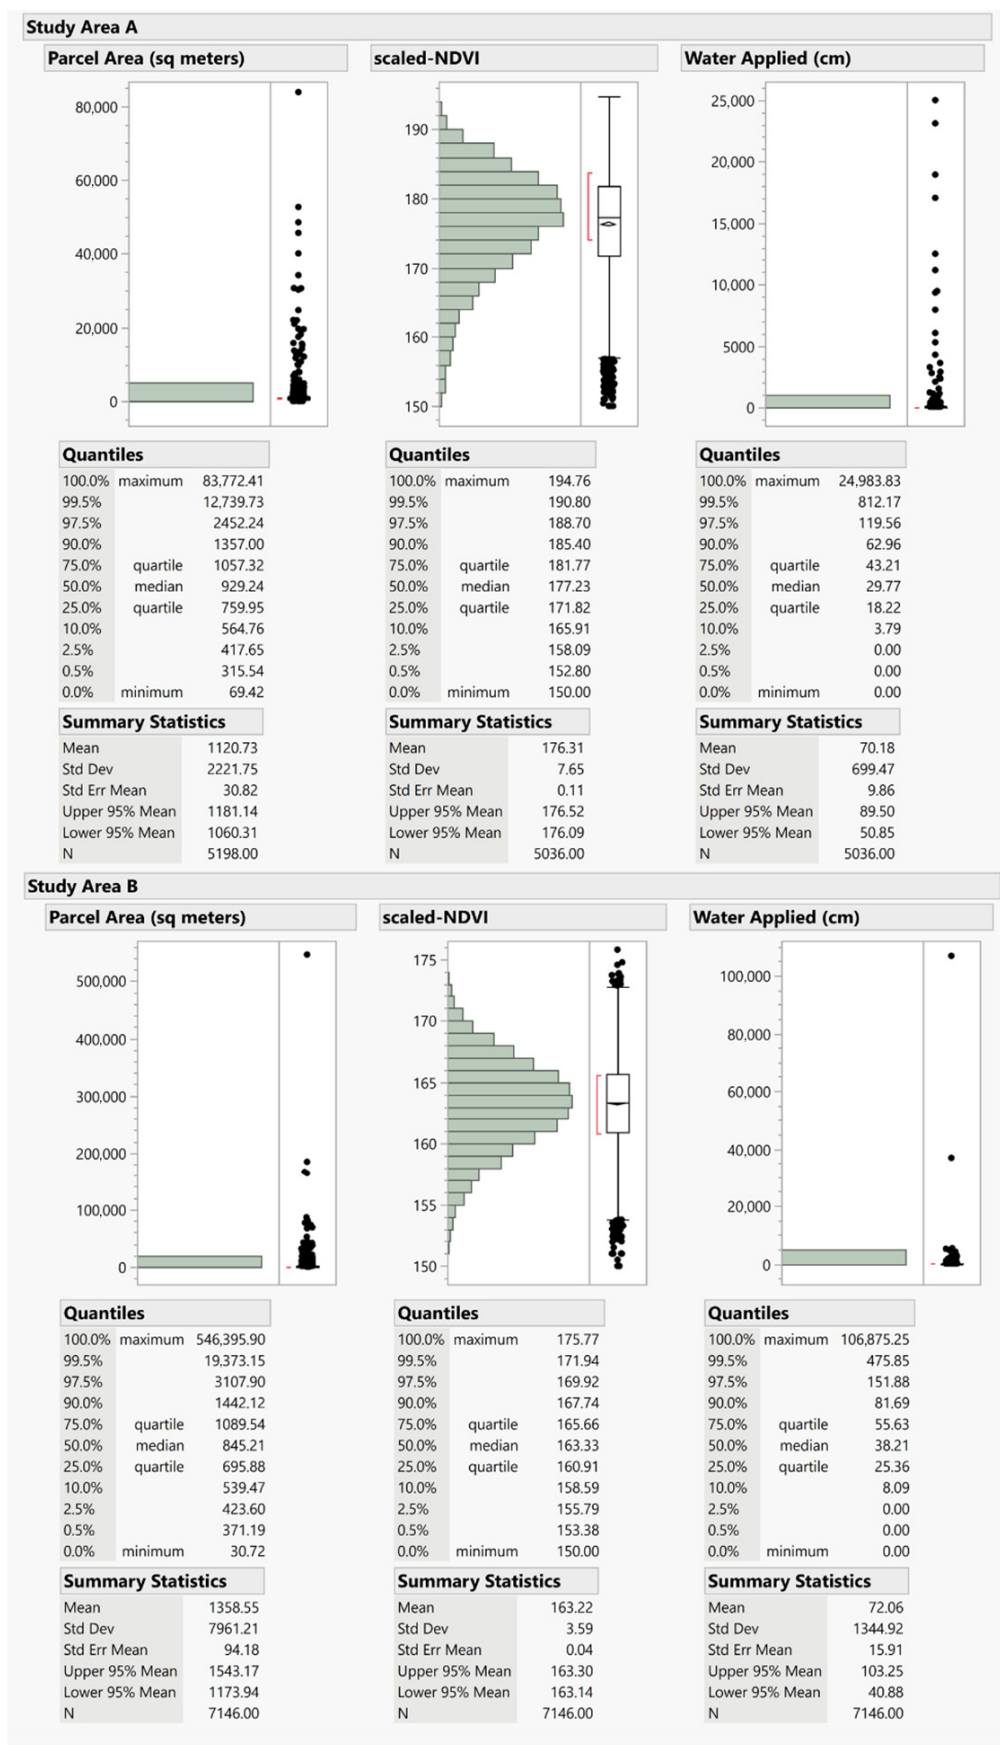 Study Area A
Parcel Area (sq meters) scaled-NDVI Water Applied (cm)
80,000 190 25,000
60,000 180 20,000
40,000 170 15,000
20,000 160 10,000
0 150 5000
0
Quantiles Quantiles Quantiles
100.0% maximum 83,772.41 100.0% maximum 194.76 100.0% maximum 24,983.83
99.5% 12,739.73 99.5% 190.80 99.5% 812.17
97.5% 2452.24 97.5% 188.70 97.5% 119.56
90.0% 1357.00 90.0% 185.40 90.0% 62.96
75.0% quartile 1057.32 75.0% quartile 181.77 75.0% quartile 43.21
50.0% median 929.24 50.0% median 177.23 50.0% median 29.77
25.0% quartile 759.95 25.0% quartile 171.82 25.0% quartile 18.22
10.0% 564.76 10.0% 165.91 10.0% 3.79
2.5% 417.65 2.5% 158.09 2.5% 0.00
0.5% 315.54 0.5% 152.80 0.5% 0.00
0.0% minimum 69.42 0.0% minimum 150.00 0.0% minimum 0.00
Summary Statistics Summary Statistics Summary Statistics
Mean 1120.73 Mean 176.31 Mean 70.18
Std Dev 2221.75 Std Dev 7.65 Std Dev 699.47
Std Err Mean 30.82 Std Err Mean 0.11 Std Err Mean 9.86
Upper 95% Mean 1181.14 Upper 95% Mean 176.52 Upper 95% Mean 89.50
Lower 95% Mean 1060.31 Lower 95% Mean 176.09 Lower 95% Mean 50.85
N 5198.00 N 5036.00 N 5036.00
Study Area B
Parcel Area (sq meters) scaled-NDVI Water Applied (cm)
500,000 175 100,000
400,000 170 80,000
300,000 165 60,000
200,000 160 40,000
100,000 155 20,000
0 150 0
Quantiles Quantiles Quantiles
100.0% maximum 546,395.90 100.0% maximum 175.77 100.0% maximum 106,875.25
99.5% 19,373.15 99.5% 171.94 99.5% 475.85
97.5% 3107.90 97.5% 169.92 97.5% 151.88
90.0% 1442.12 90.0% 167.74 90.0% 81.69
75.0% quartile 1089.54 75.0% quartile 165.66 75.0% quartile 55.63
50.0% median 845.21 50.0% median 163.33 50.0% median 38.21
25.0% quartile 695.88 25.0% quartile 160.91 25.0% quartile 25.36
10.0% 539.47 10.0% 158.59 10.0% 8.09
2.5% 423.60 2.5% 155.79 2.5% 0.00
0.5% 371.19 0.5% 153.38 0.5% 0.00
0.0% minimum 30.72 0.0% minimum 150.00 0.0% minimum 0.00
Summary Statistics Summary Statistics Summary Statistics
Mean 1358.55 Mean 163.22 Mean 72.06
Std Dev 7961.21 Std Dev 3.59 Std Dev 1344.92
Std Err Mean 94.18 Std Err Mean 0.04 Std Err Mean 15.91
Upper 95% Mean 1543.17 Upper 95% Mean 163.30 Upper 95% Mean 103.25
Lower 95% Mean 1173.94 Lower 95% Mean 163.14 Lower 95% Mean 40.88
N 7146.00 N 7146.00 N 7146.00